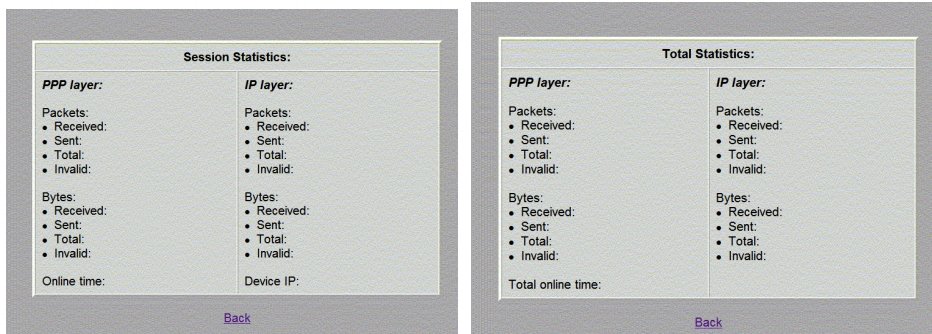 Session Statistics:
PPP layer:
Packets:
• Received:
• Sent:
• Total:
• Invalid:
Bytes:
• Received:
• Sent:
• Total:
• Invalid:
Online time:
IP layer:
Packets:
• Received:
• Sent:
• Total:
• Invalid:
Bytes:
• Received:
• Sent:
• Total:
• Invalid:
Device IP:
Back
Total Statistics:
PPP layer:
Packets:
• Received:
• Sent:
• Total:
• Invalid:
Bytes:
• Received:
• Sent:
• Total:
• Invalid:
Total online time:
IP layer:
Packets:
• Received:
• Sent:
• Total:
• Invalid:
Bytes:
• Received:
• Sent:
• Total:
• Invalid:
Back